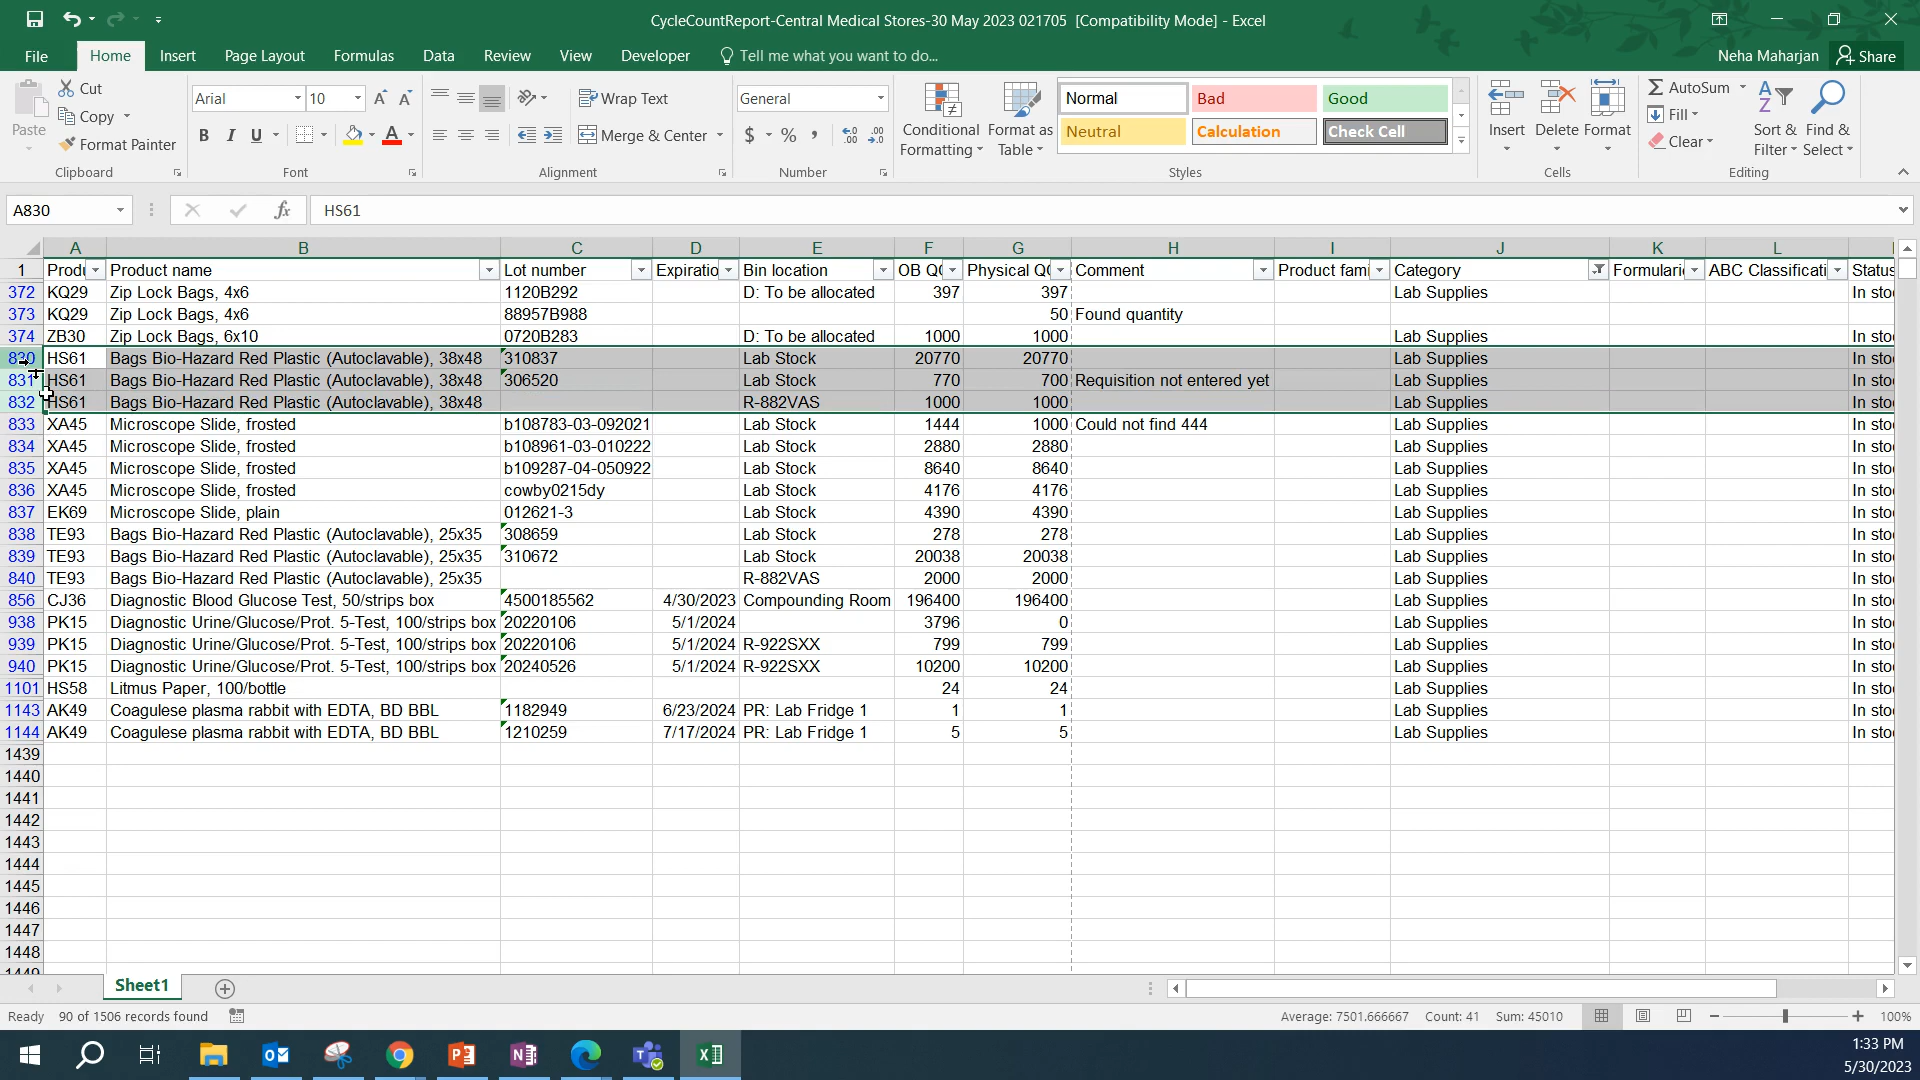 CycleCountReport-Central Medical Stores-30 May 2023 021705 [Compatibility Mode] - Excel
File Home Insert Page Layout Formulas Data Review View Developer Tell me what you want to do... Neha Maharjan Share
Paste Cut Copy Format Painter Clipboard
Arial 10 B I U A Font
Wrap Text Merge & Center Alignment
General $ % , Number
Conditional Formatting Format as Table
Normal Bad Good
Neutral Calculation Check Cell
Styles
Insert Delete Format Cells
AutoSum Fill Clear Sort & Filter Find & Select Editing
A830 fx HS61
A B C D E F G H I J K L
1 Produ Product name Lot number Expiratio Bin location OB QO Physical QO Comment Product fami Category Formulari ABC Classificati Status
372 KQ29 Zip Lock Bags, 4x6 1120B292 D: To be allocated 397 397 Lab Supplies In sto
373 KQ29 Zip Lock Bags, 4x6 88957B988 50 Found quantity
374 ZB30 Zip Lock Bags, 6x10 0720B283 D: To be allocated 1000 1000 Lab Supplies In sto
830 HS61 Bags Bio-Hazard Red Plastic (Autoclavable), 38x48 310837 Lab Stock 20770 20770 Lab Supplies In sto
831 HS61 Bags Bio-Hazard Red Plastic (Autoclavable), 38x48 306520 Lab Stock 770 700 Requisition not entered yet Lab Supplies In sto
832 HS61 Bags Bio-Hazard Red Plastic (Autoclavable), 38x48 R-882VAS 1000 1000 Lab Supplies In sto
833 XA45 Microscope Slide, frosted b108783-03-092021 Lab Stock 1444 1000 Could not find 444 Lab Supplies In sto
834 XA45 Microscope Slide, frosted b108961-03-010222 Lab Stock 2880 2880 Lab Supplies In sto
835 XA45 Microscope Slide, frosted b109287-04-050922 Lab Stock 8640 8640 Lab Supplies In sto
836 XA45 Microscope Slide, frosted cowby0215dy Lab Stock 4176 4176 Lab Supplies In sto
837 EK69 Microscope Slide, plain 012621-3 Lab Stock 4390 4390 Lab Supplies In sto
838 TE93 Bags Bio-Hazard Red Plastic (Autoclavable), 25x35 308659 Lab Stock 278 278 Lab Supplies In sto
839 TE93 Bags Bio-Hazard Red Plastic (Autoclavable), 25x35 310672 Lab Stock 20038 20038 Lab Supplies In sto
840 TE93 Bags Bio-Hazard Red Plastic (Autoclavable), 25x35 R-882VAS 2000 2000 Lab Supplies In sto
856 CJ36 Diagnostic Blood Glucose Test, 50/strips box 4500185562 4/30/2023 Compounding Room 196400 196400 Lab Supplies In sto
938 PK15 Diagnostic Urine/Glucose/Prot. 5-Test, 100/strips box 20220106 5/1/2024 3796 0 Lab Supplies In sto
939 PK15 Diagnostic Urine/Glucose/Prot. 5-Test, 100/strips box 20220106 5/1/2024 R-922SXX 799 799 Lab Supplies In sto
940 PK15 Diagnostic Urine/Glucose/Prot. 5-Test, 100/strips box 20240526 5/1/2024 R-922SXX 10200 10200 Lab Supplies In sto
1101 HS58 Litmus Paper, 100/bottle 24 24 Lab Supplies In sto
1143 AK49 Coagulese plasma rabbit with EDTA, BD BBL 1182949 6/23/2024 PR: Lab Fridge 1 1 1 Lab Supplies In sto
1144 AK49 Coagulese plasma rabbit with EDTA, BD BBL 1210259 7/17/2024 PR: Lab Fridge 1 5 5 Lab Supplies In sto
1439
1440
1441
1442
1443
1444
1445
1446
1447
1448
1449
Sheet1
Ready 90 of 1506 records found Average: 7501.666667 Count: 41 Sum: 45010 100%
1:33 PM
5/30/2023